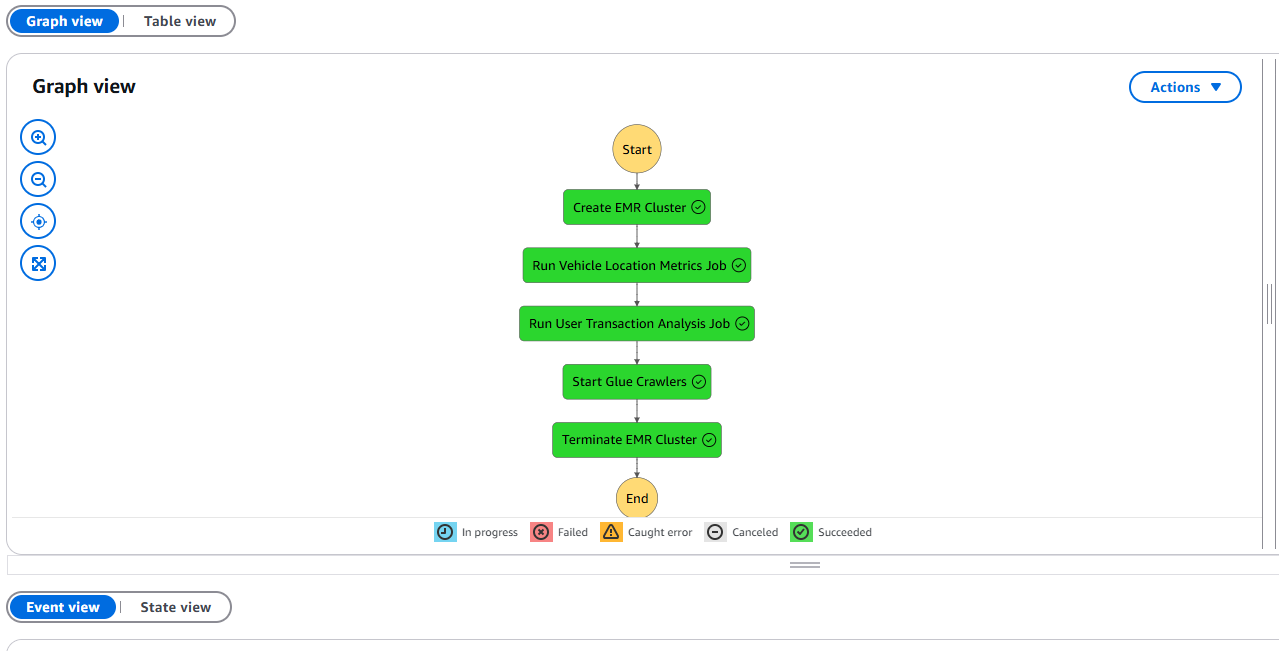 Graph view | Table view
Graph view
Actions
Start
Create EMR Cluster
Run Vehicle Location Metrics Job
Run User Transaction Analysis Job
Start Glue Crawlers
Terminate EMR Cluster
End
In progress Failed Caught error Canceled Succeeded
Event view | State view